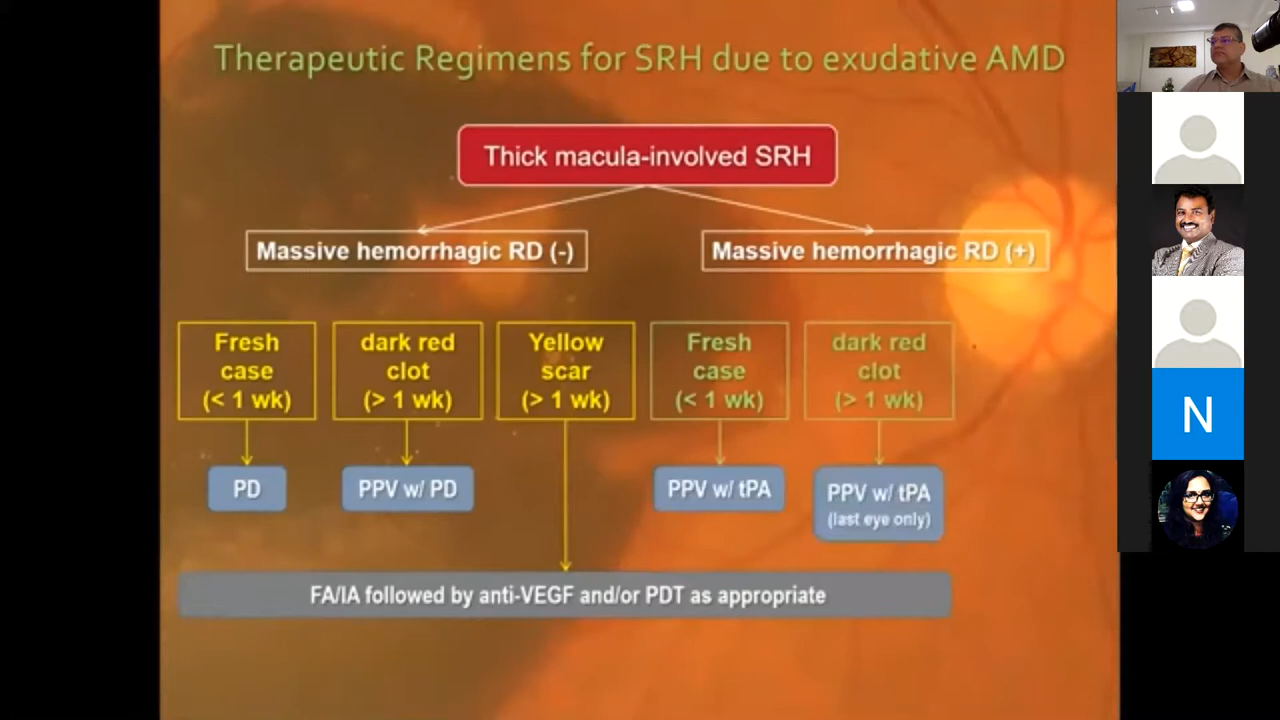 Therapeutic Regimens for SRH due to exudative AMD
Thick macula-involved SRH
Massive hemorrhagic RD (-)
Massive hemorrhagic RD (+)
Fresh
case
(< 1 wk)
dark red
clot
(> 1 wk)
Yellow
scar
(> 1 wk)
Fresh
case
(< 1 wk)
dark red
clot
(> 1 wk)
PD
PPV w/ PD
PPV w/ tPA
PPV w/ tPA
(last eye only)
FA/IA followed by anti-VEGF and/or PDT as appropriate
N